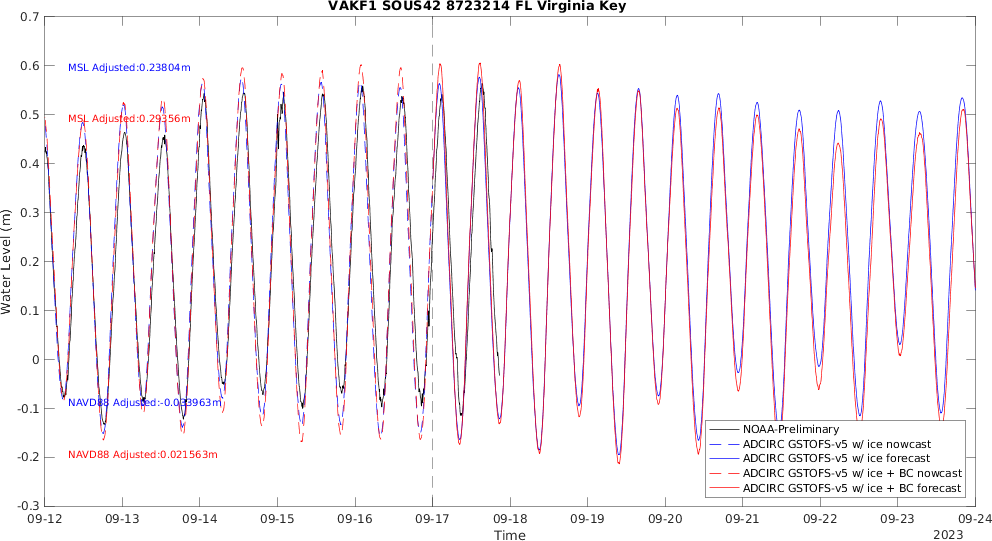 VAKF1 SOUS42 8723214 FL Virginia Key
0.7
0.6
0.5
0.4
0.3
0.2
0.1
0
-0.1
-0.2
-0.3
Water Level (m)
MSL Adjusted:0.23804m
MSL Adjusted:0.29356m
NAVD88 Adjusted:-0.033963m
NAVD88 Adjusted:0.021563m
NOAA-Preliminary
ADCIRC GSTOFS-v5 w/ ice nowcast
ADCIRC GSTOFS-v5 w/ ice forecast
ADCIRC GSTOFS-v5 w/ ice + BC nowcast
ADCIRC GSTOFS-v5 w/ ice + BC forecast
09-12 09-13 09-14 09-15 09-16 09-17 09-18 09-19 09-20 09-21 09-22 09-23 09-24
Time
2023